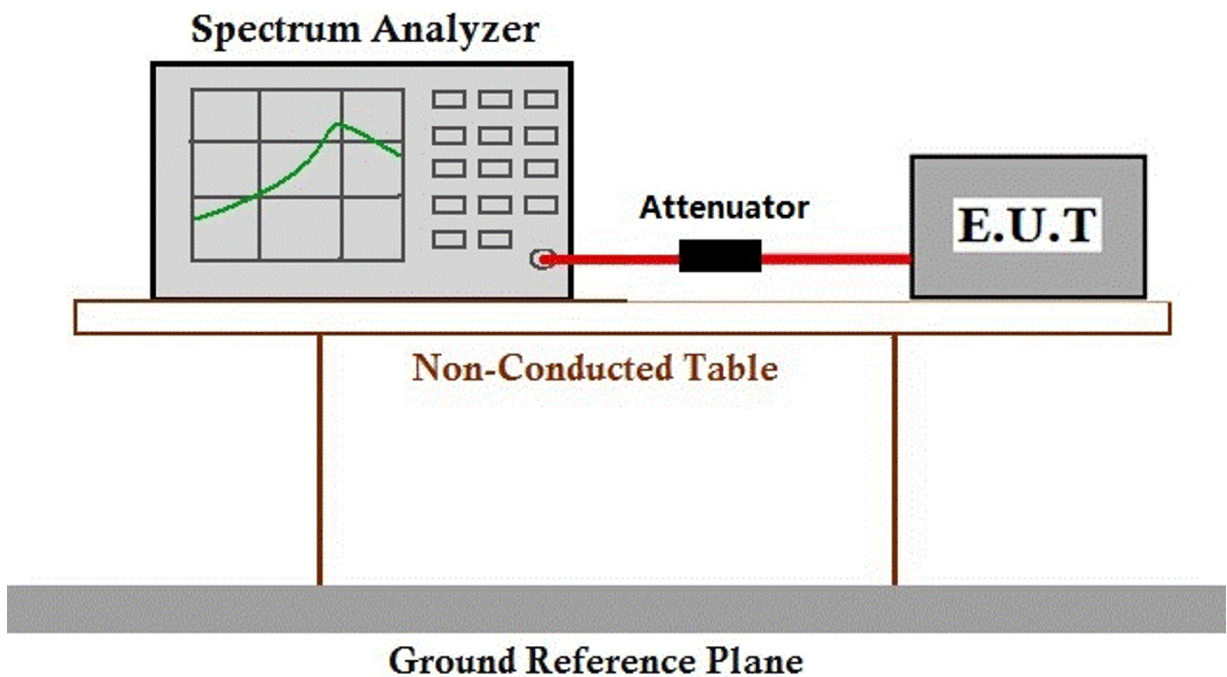 Spectrum Analyzer
Attenuator
E.U.T
Non-Conducted Table
Ground Reference Plane